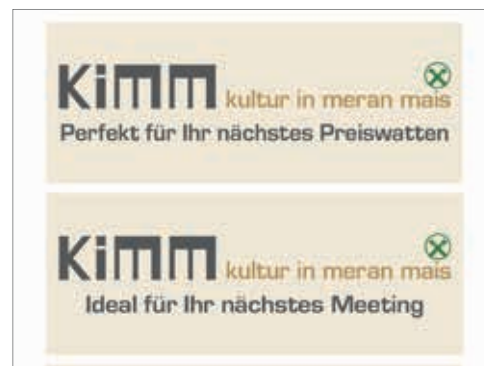 Kimm kultur in meran mais
Perfekt für Ihr nächstes Preiswatten
Kimm kultur in meran mais
Ideal für Ihr nächstes Meeting